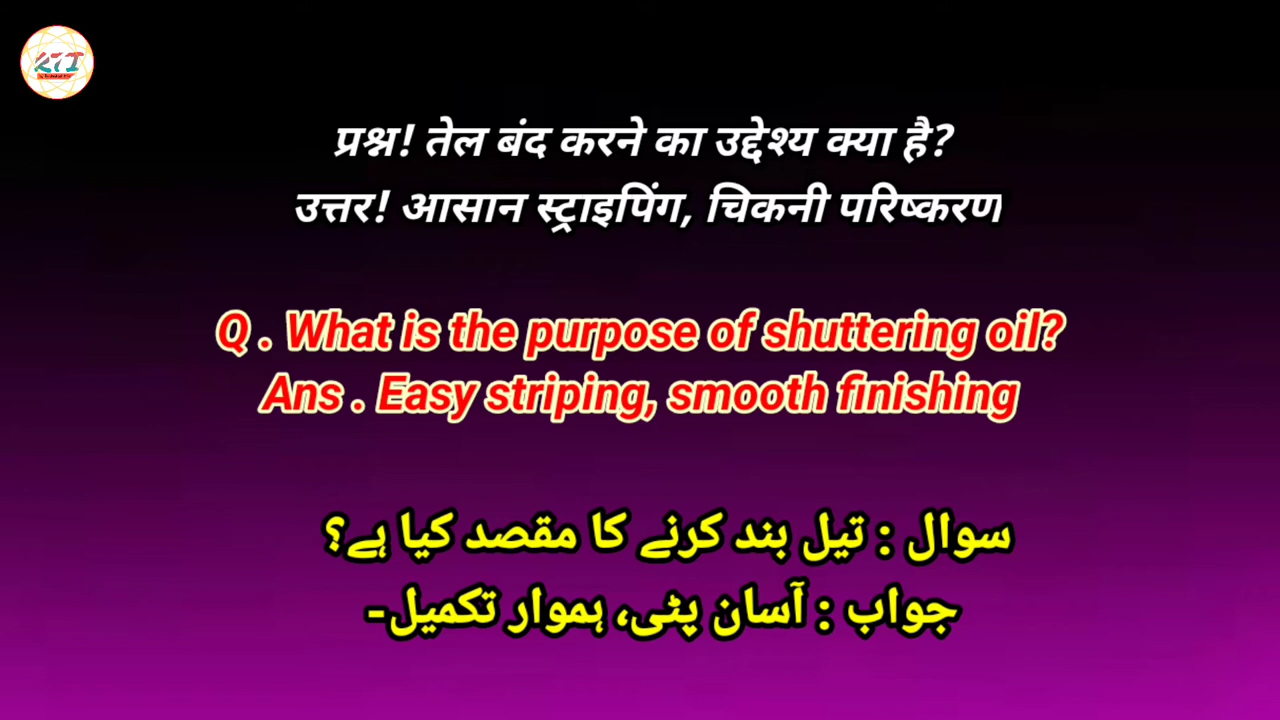 प्रश्न! तेल बंद करने का उद्देश्य क्या है?
उत्तर! आसान स्ट्राइपिंग, चिकनी परिष्करण
Q . What is the purpose of shuttering oil?
Ans . Easy striping, smooth finishing
سوال : تیل بند کرنے کا مقصد کیا ہے؟
جواب : آسان پٹی، ہموار تکمیل-